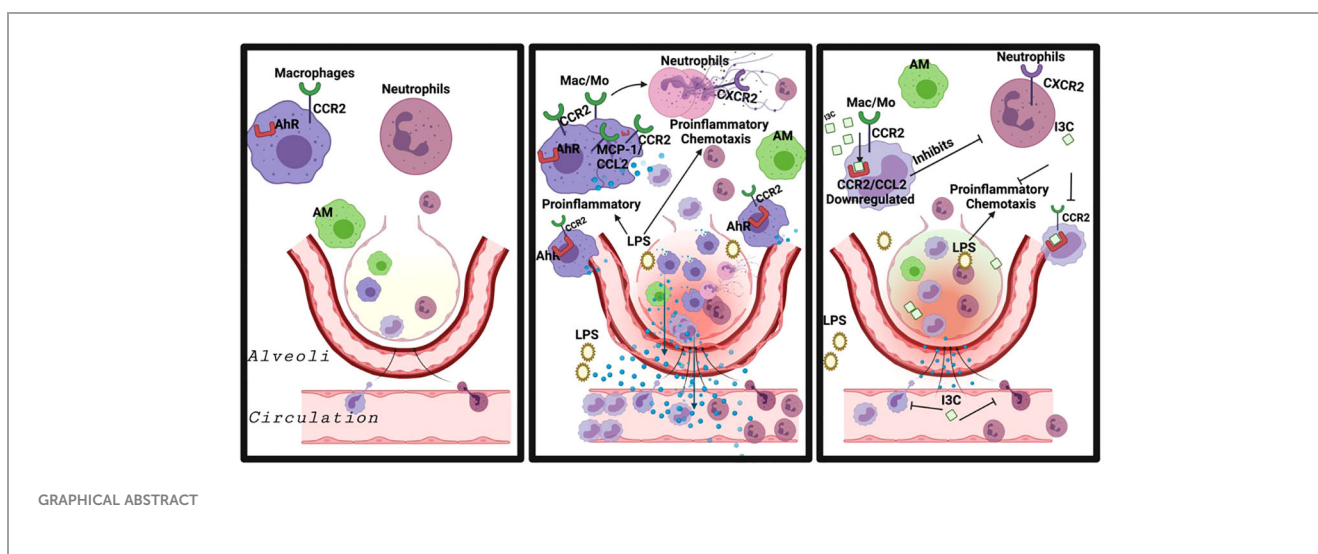 Macrophages
CCR2
AhR
Neutrophils
AM
Alveoli
Circulation
Neutrophils
CXCR2
Mac/Mo
CCR2
AhR
MCP-1/
CCL2
CCR2
Proinflammatory
Chemotaxis
AM
Proinflammatory
CCR2
AhR
LPS
CCR2
AhR
LPS
AM
Neutrophils
CXCR2
I3C
Mac/Mo
CCR2
Inhibits
CCR2/CCL2
Downregulated
I3C
Proinflammatory
Chemotaxis
CCR2
LPS
LPS
I3C
GRAPHICAL ABSTRACT